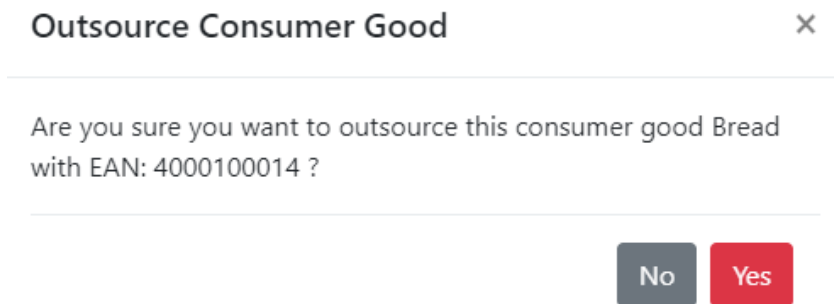 Outsource Consumer Good ×
Are you sure you want to outsource this consumer good Bread
with EAN: 4000100014 ?
No Yes